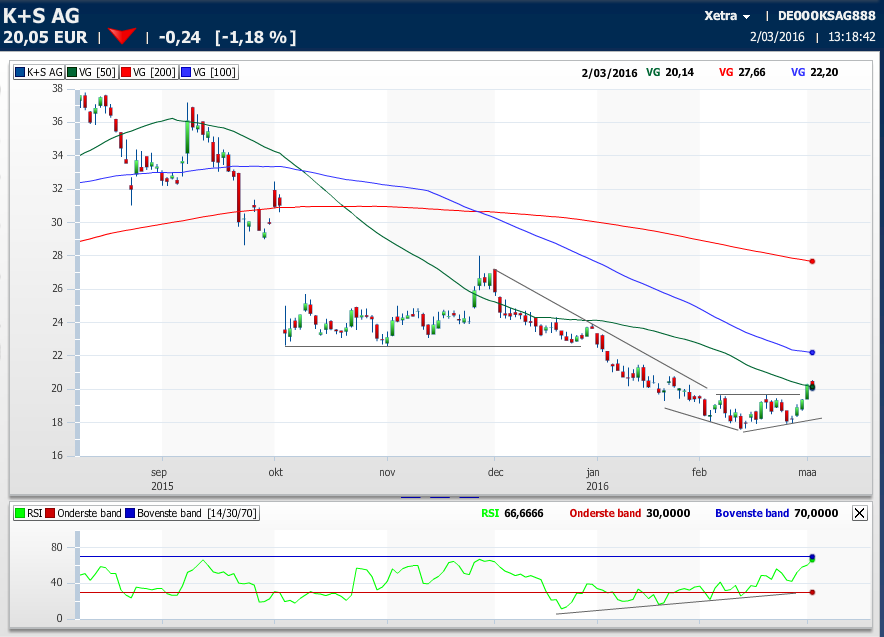 K+S AG
Xetra | DE000KSAG888
20,05 EUR | | -0,24 [-1,18 %]
2/03/2016 | 13:18:42
K+S AG VG [50] VG [200] VG [100]
2/03/2016 VG 20,14 VG 27,66 VG 22,20
38
36
34
32
30
28
26
24
22
20
18
16
sep okt nov dec jan feb maa
2015 2016
RSI Onderste band Bovenste band [14/30/70]
RSI 66,6666 Onderste band 30,0000 Bovenste band 70,0000
80
40
0